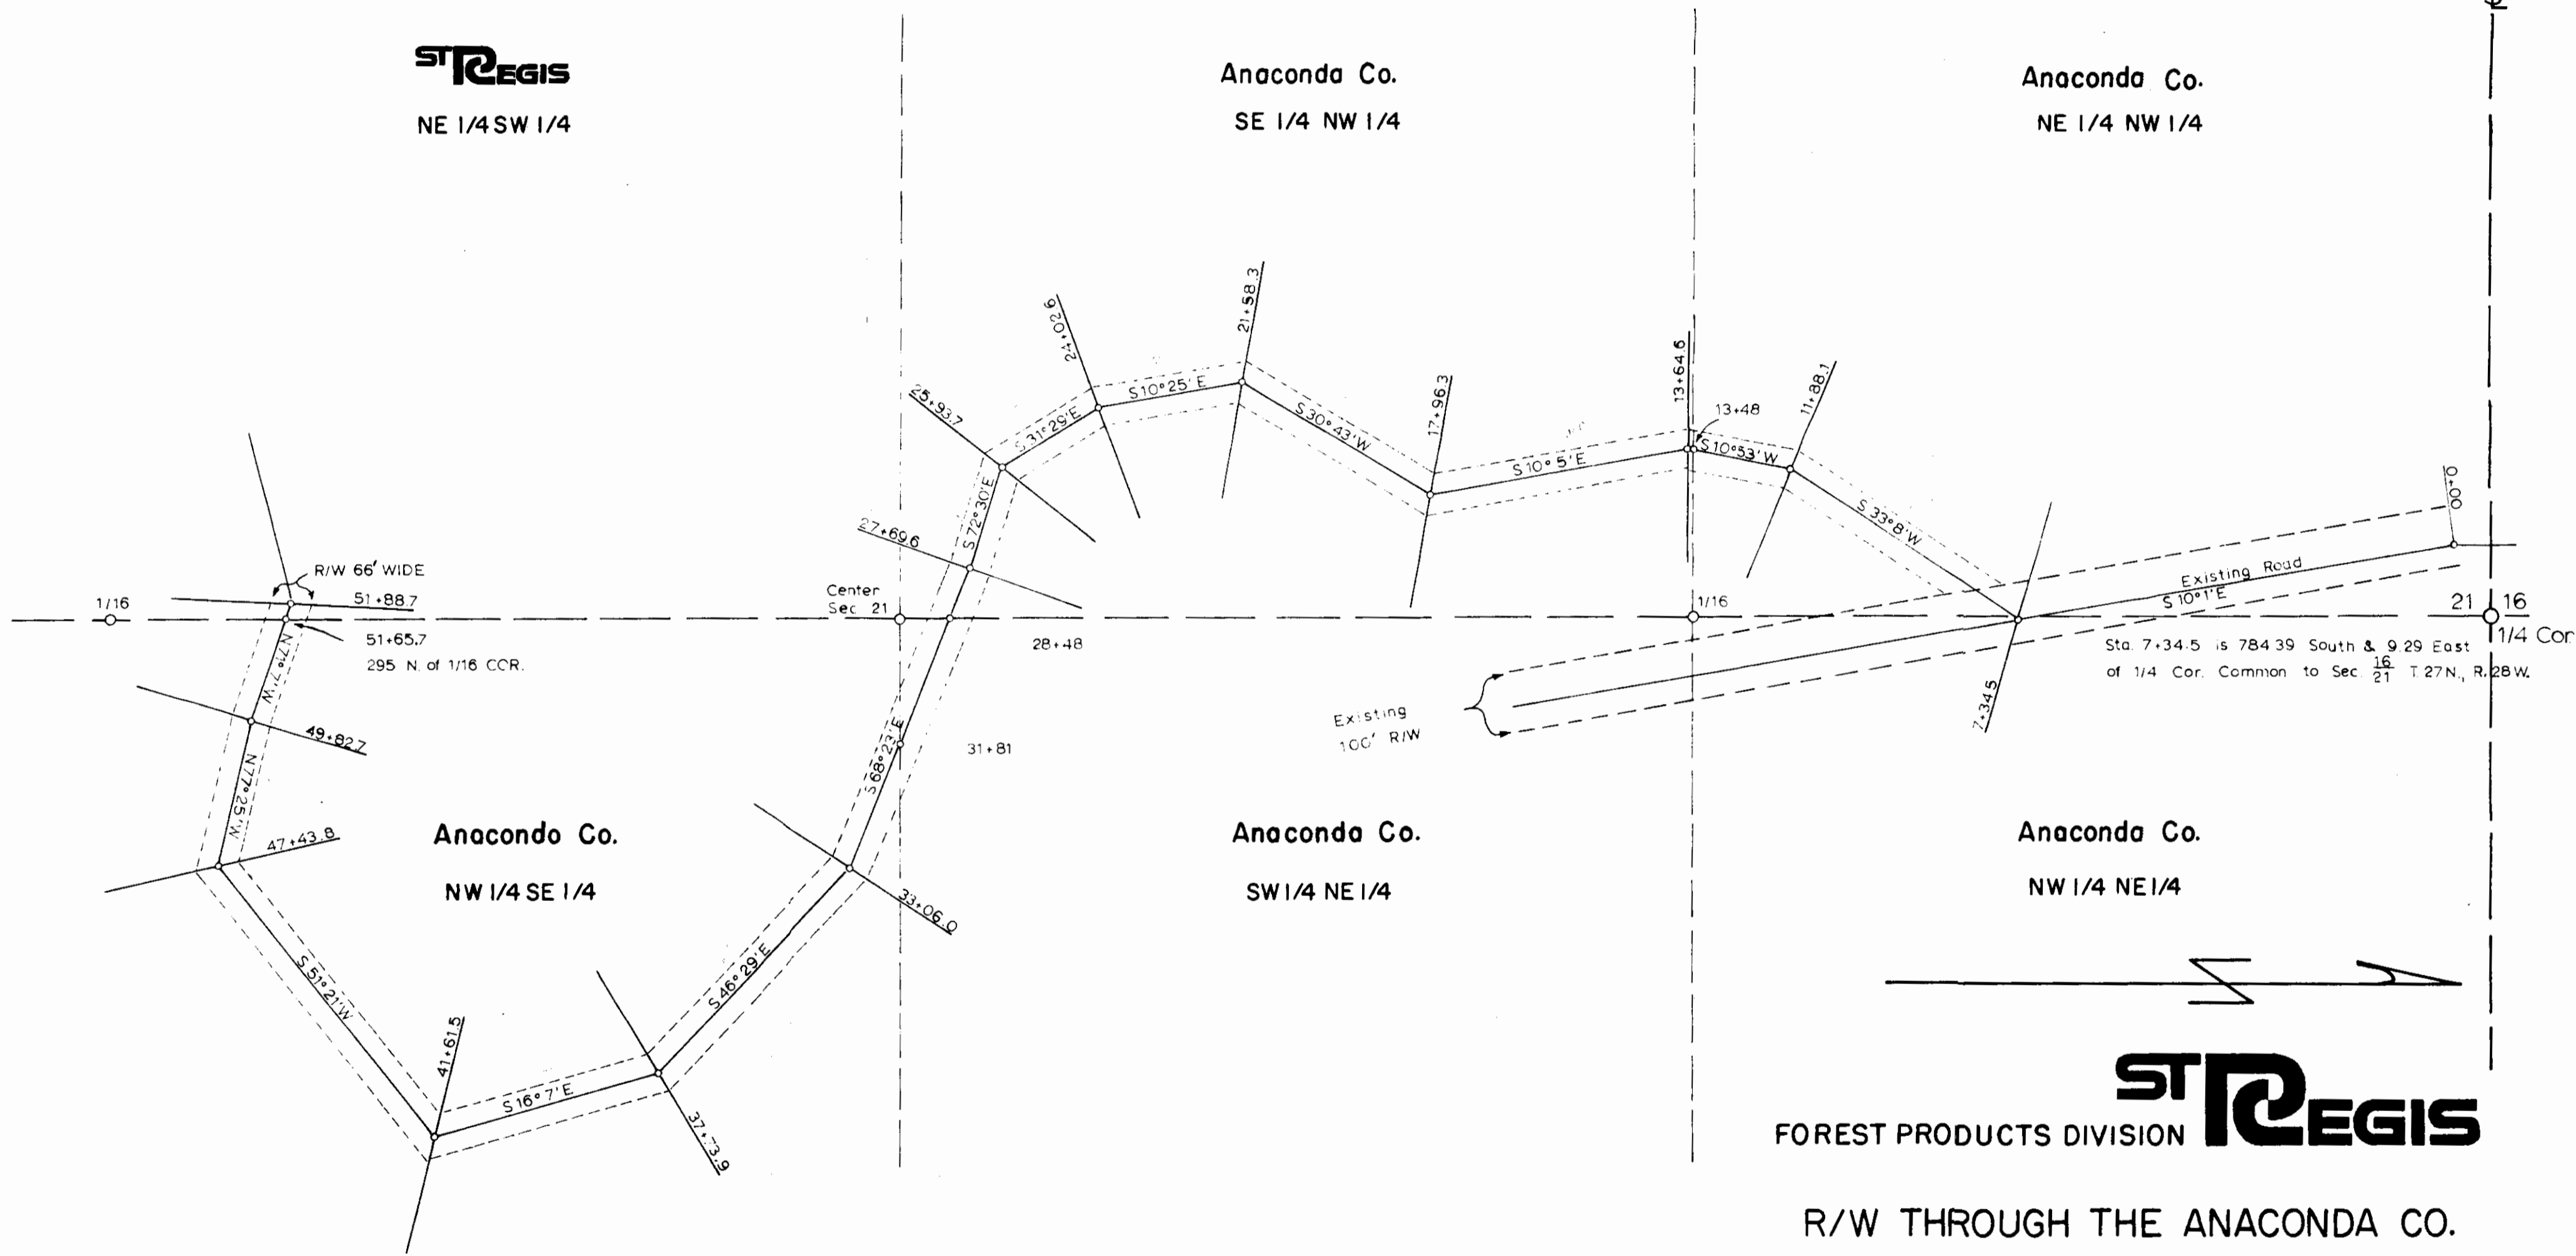 ST REGIS
NE 1/4 SW 1/4
Anaconda Co.
SE 1/4 NW 1/4
Anaconda Co.
NE 1/4 NW 1/4
21+58.3
24+02.6
25+93.7
S 31°29'E
S 10°25'E
S 30°43'W
17+96.3
S 10°5'E
13+64.6
13+48
S 10°53'W
11+88.1
S 33°8'W
0+00
Existing Road
S 10°1'E
S 72°30'E
27+69.6
R/W 66' WIDE
51+88.7
1/16
51+65.7
295 N. of 1/16 COR.
Center
Sec 21
28+48
1/16
21
16
1/4 Cor.
Sta. 7+34.5 is 784 39 South & 9.29 East
of 1/4 Cor. Common to Sec. 16/21 T. 27N., R. 28W.
7+34.5
Existing
100' R/W
N71°7'W
49+82.7
N77°25'W
47+43.8
S 68°23'E
31+81
33+06.0
Anacondo Co.
NW 1/4 SE 1/4
Anaconda Co.
SW 1/4 NE 1/4
Anaconda Co.
NW 1/4 NE 1/4
S 51°21'W
41+61.5
S 16°7'E
S 46°29'E
37+73.9
FOREST PRODUCTS DIVISION ST REGIS
R/W THROUGH THE ANACONDA CO.